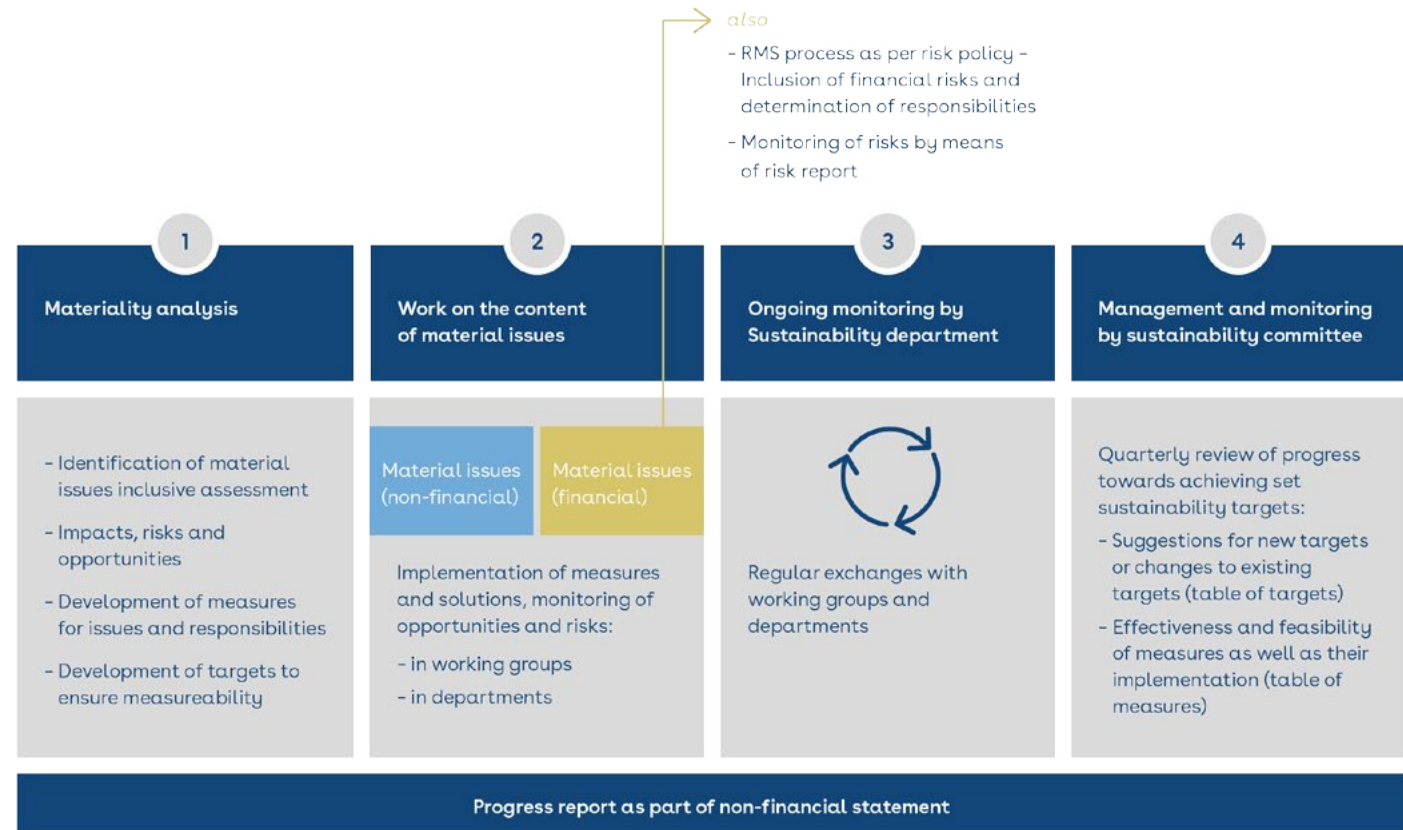 also
– RMS process as per risk policy –
Inclusion of financial risks and
determination of responsibilities
– Monitoring of risks by means
of risk report
1
Materiality analysis
– Identification of material
issues inclusive assessment
– Impacts, risks and
opportunities
– Development of measures
for issues and responsibilities
– Development of targets to
ensure measureability
2
Work on the content
of material issues
Material issues
(non-financial)
Material issues
(financial)
Implementation of measures
and solutions, monitoring of
opportunities and risks:
– in working groups
– in departments
3
Ongoing monitoring by
Sustainability department
Regular exchanges with
working groups and
departments
4
Management and monitoring
by sustainability committee
Quarterly review of progress
towards achieving set
sustainability targets:
– Suggestions for new targets
or changes to existing
targets (table of targets)
– Effectiveness and feasibility
of measures as well as their
implementation (table of
measures)
Progress report as part of non-financial statement